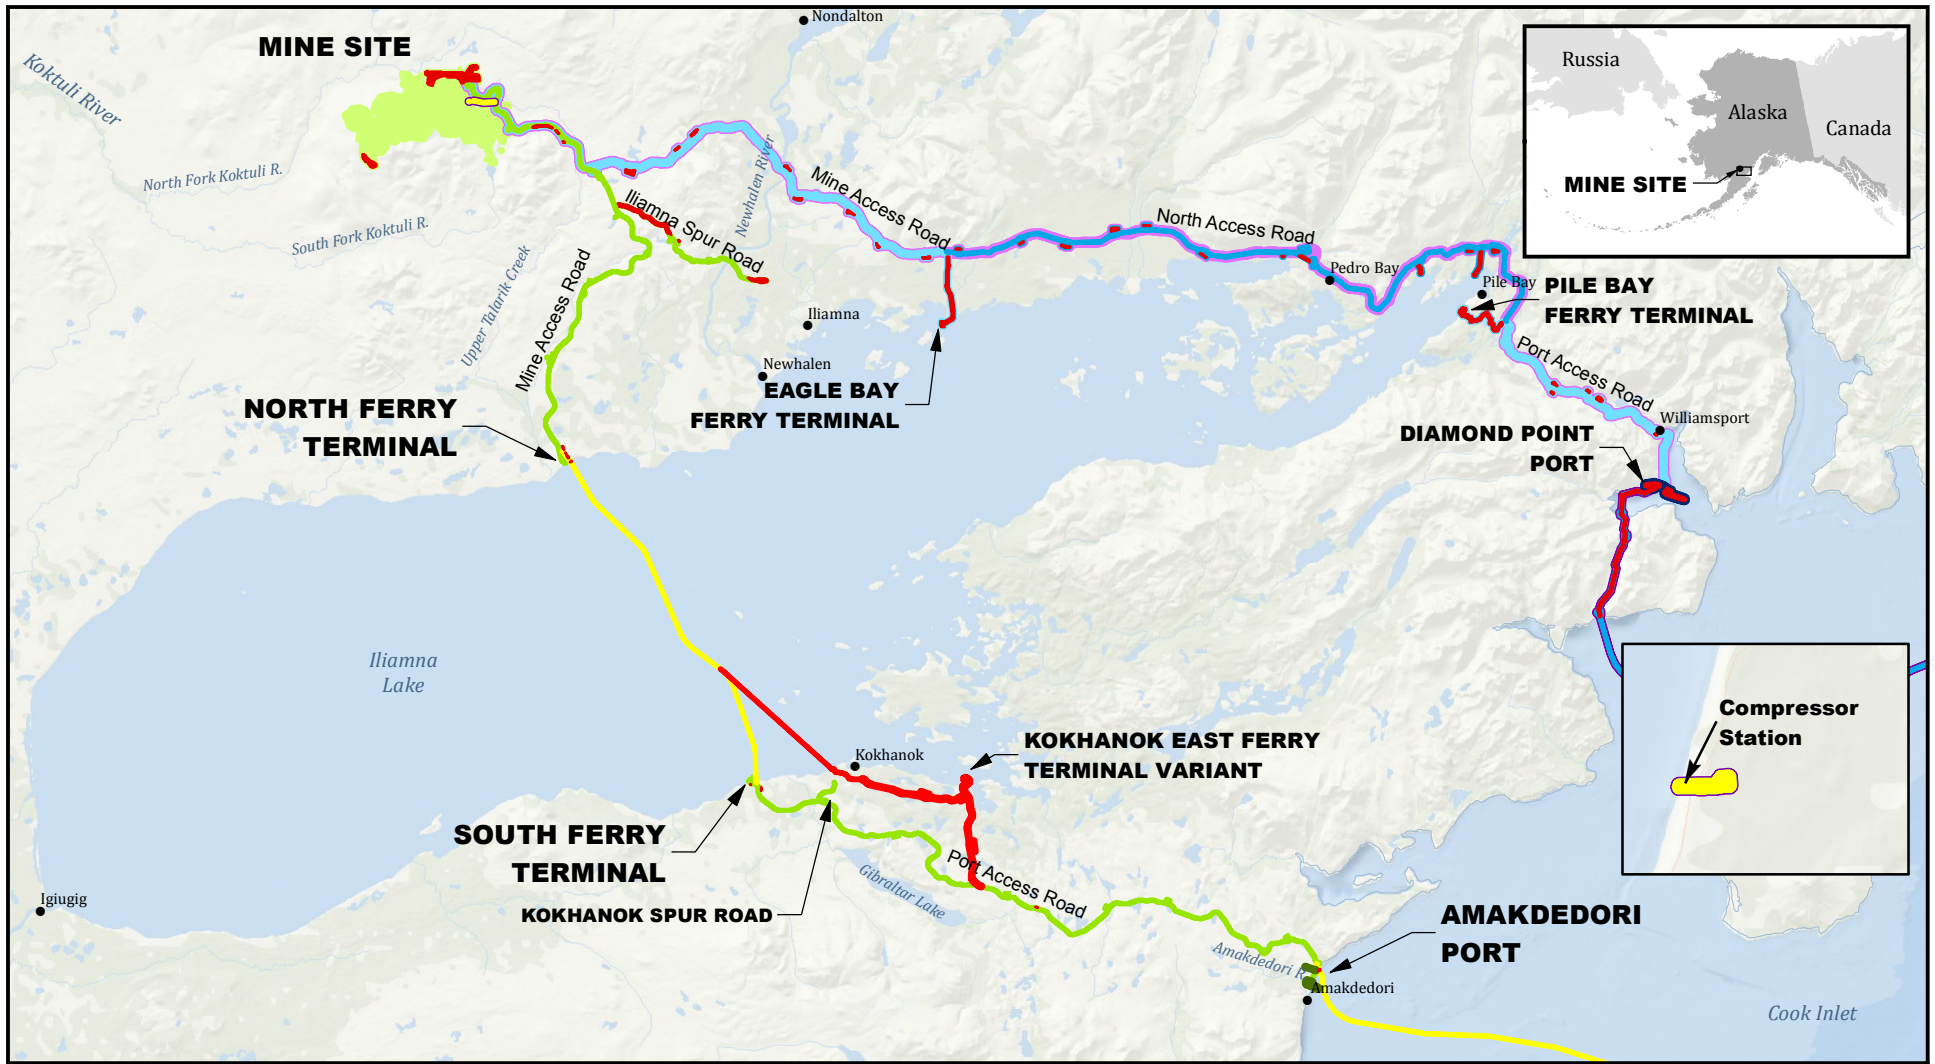 Nondalton
MINE SITE
Koktuli River
North Fork Koktuli R.
South Fork Koktuli R.
Upper Talarik Creek
Newhalen River
Iliamna Spur Road
Mine Access Road
Mine Access Road
North Access Road
Pedro Bay
Pile Bay
PILE BAY
FERRY TERMINAL
Port Access Road
Williamsport
DIAMOND POINT
PORT
Iliamna
Newhalen
EAGLE BAY
FERRY TERMINAL
NORTH FERRY
TERMINAL
Russia
Alaska
Canada
MINE SITE
Iliamna
Lake
Kokhanok
KOKHANOK EAST FERRY
TERMINAL VARIANT
SOUTH FERRY
TERMINAL
KOKHANOK SPUR ROAD
Gibraltar Lake
Port Access Road
Igiugig
Amakdedori R.
Amakdedori
AMAKDEDORI
PORT
Compressor
Station
Cook Inlet